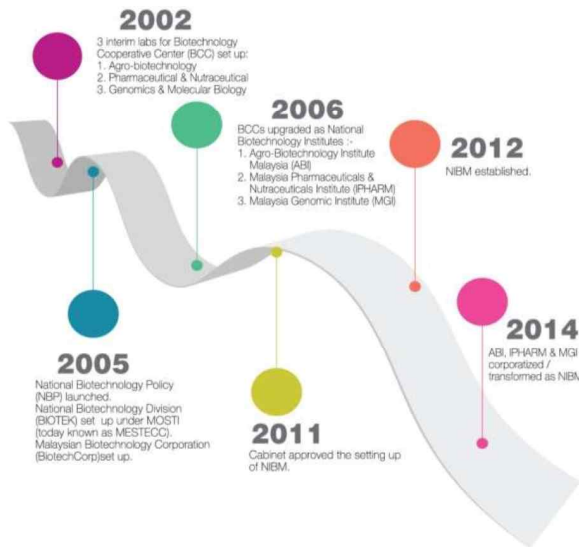 2002
3 interim labs for Biotechnology
Cooperative Center (BCC) set up:
1. Agro-biotechnology
2. Pharmaceutical & Nutraceutical
3. Genomics & Molecular Biology
2006
BCCs upgraded as National
Biotechnology Institutes :-
1. Agro-Biotechnology Institute
Malaysia (ABI)
2. Malaysia Pharmaceuticals &
Nutraceuticals Institute (IPHARM)
3. Malaysia Genomic Institute (MGI)
2012
NIBM established.
2005
National Biotechnology Policy
(NBP) launched.
National Biotechnology Division
(BIOTEK) set up under MOSTI
(today known as MESTECC).
Malaysian Biotechnology Corporation
(BiotechCorp)set up.
2011
Cabinet approved the setting up
of NIBM.
2014
ABI, IPHARM & MGI
corporatized /
transformed as NIBM